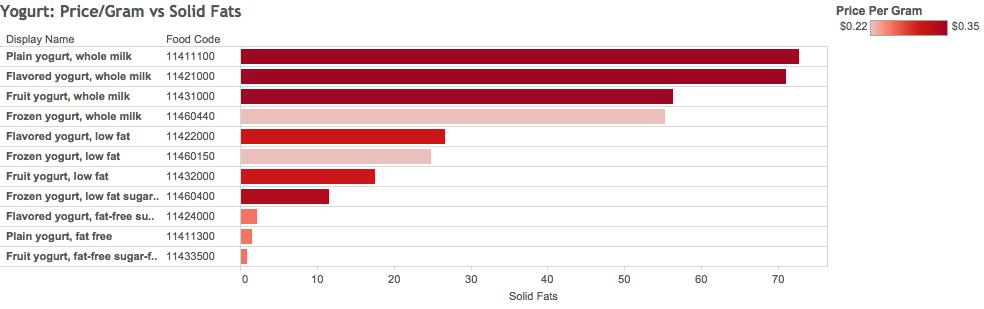 Yogurt: Price/Gram vs Solid Fats
Price Per Gram
$0.22 $0.35
Display Name Food Code
Plain yogurt, whole milk 11411100
Flavored yogurt, whole milk 11421000
Fruit yogurt, whole milk 11431000
Frozen yogurt, whole milk 11460440
Flavored yogurt, low fat 11422000
Frozen yogurt, low fat 11460150
Fruit yogurt, low fat 11432000
Frozen yogurt, low fat sugar.. 11460400
Flavored yogurt, fat-free su.. 11424000
Plain yogurt, fat free 11411300
Fruit yogurt, fat-free sugar-f.. 11433500
0 10 20 30 40 50 60 70
Solid Fats